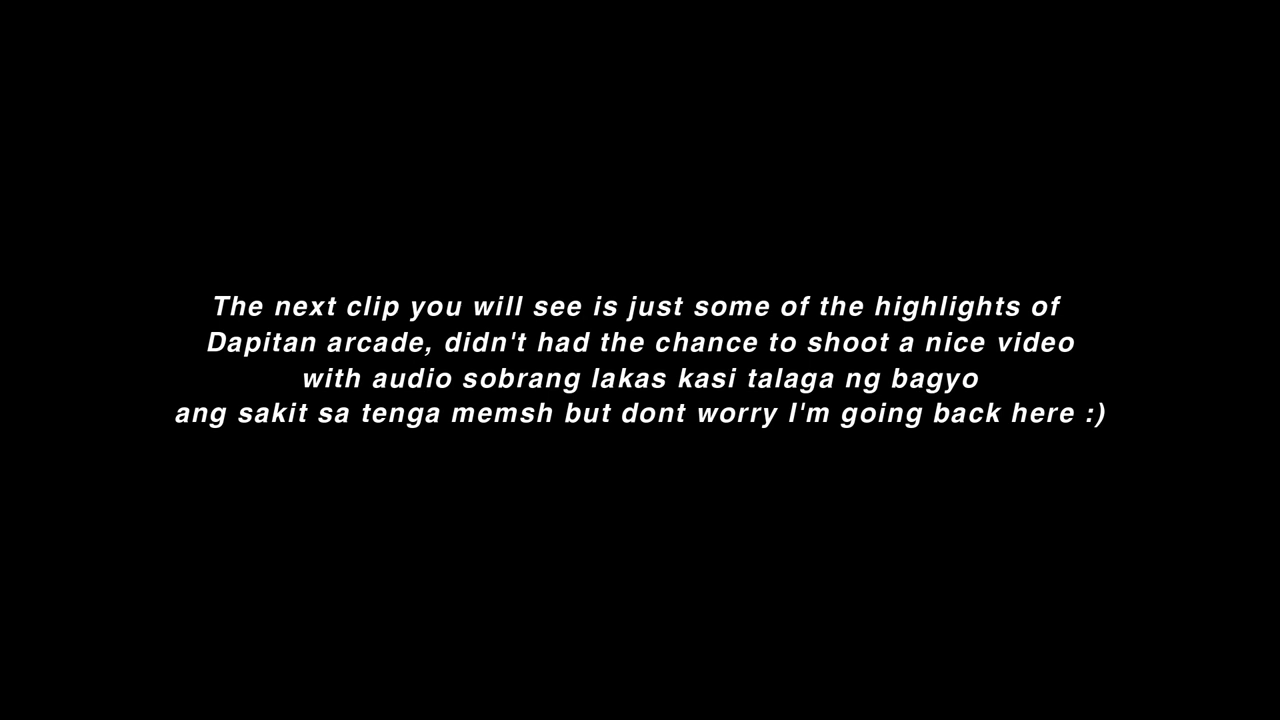 The next clip you will see is just some of the highlights of
Dapitan arcade, didn't had the chance to shoot a nice video
with audio sobrang lakas kasi talaga ng bagyo
ang sakit sa tenga memsh but dont worry I'm going back here :)